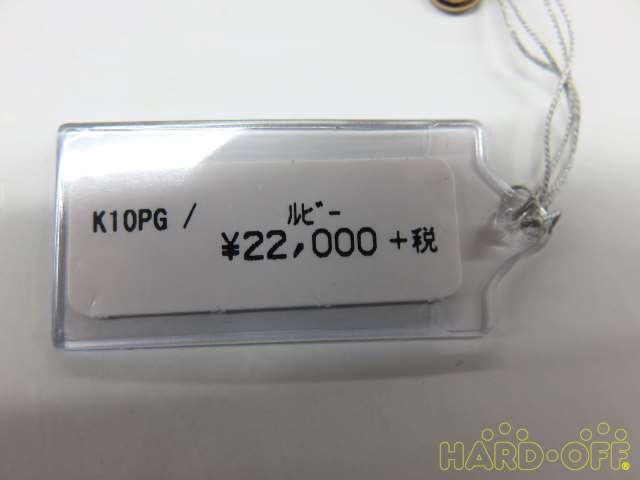 K10PG / ﾙﾋﾞｰ
¥22,000 +税
HARD・OFF®